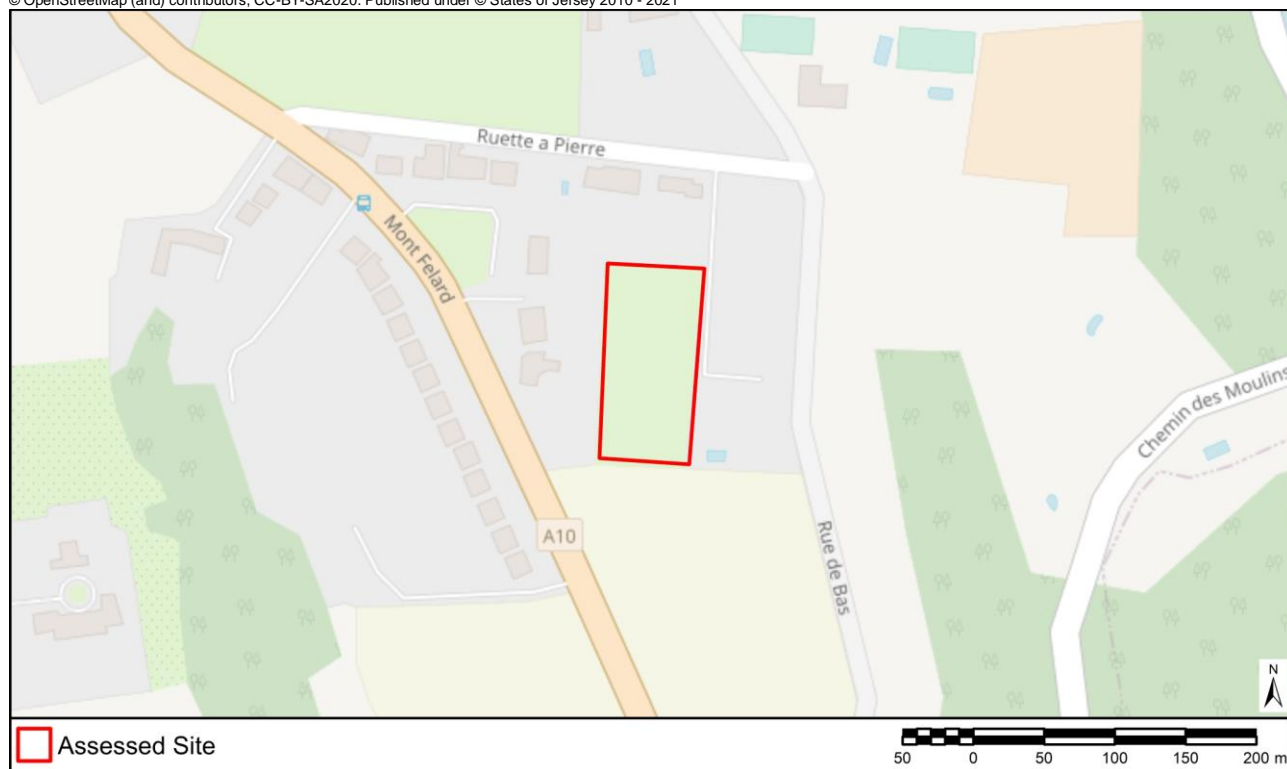 © OpenStreetMap (and) contributors, CC-BY-SA2020. Published under © States of Jersey 2010 - 2021
Ruette a Pierre
Mont Felard
Chemin des Moulins
A10
Rue de Bas
N
Assessed Site
50 0 50 100 150 200 m